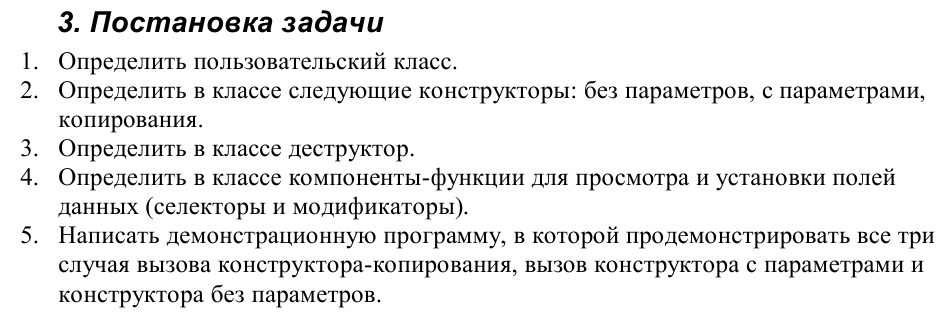 3. Постановка задачи
1. Определить пользовательский класс.
2. Определить в классе следующие конструкторы: без параметров, с параметрами,
копирования.
3. Определить в классе деструктор.
4. Определить в классе компоненты-функции для просмотра и установки полей
данных (селекторы и модификаторы).
5. Написать демонстрационную программу, в которой продемонстрировать все три
случая вызова конструктора-копирования, вызов конструктора с параметрами и
конструктора без параметров.